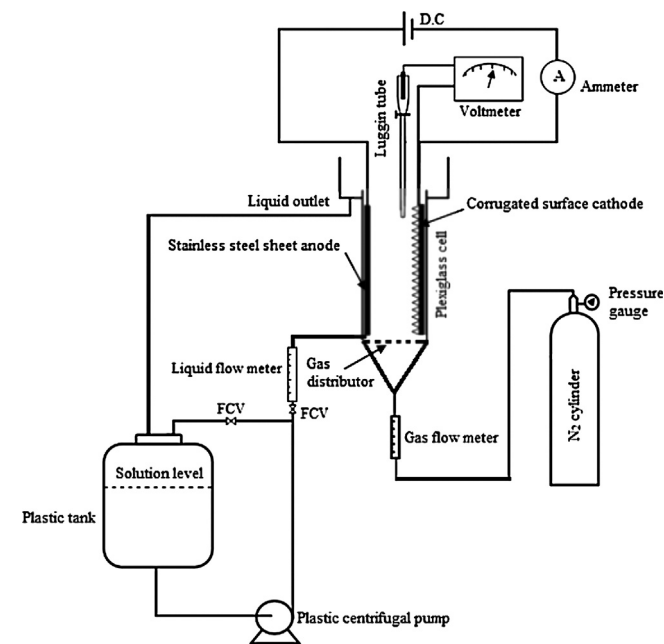 D.C
A
Ammeter
Voltmeter
Luggin tube
Liquid outlet
Corrugated surface cathode
Stainless steel sheet anode
Plexiglass cell
Pressure
gauge
Liquid flow meter
Gas
distributor
FCV
FCV
Gas flow meter
N2 cylinder
Solution level
Plastic tank
Plastic centrifugal pump